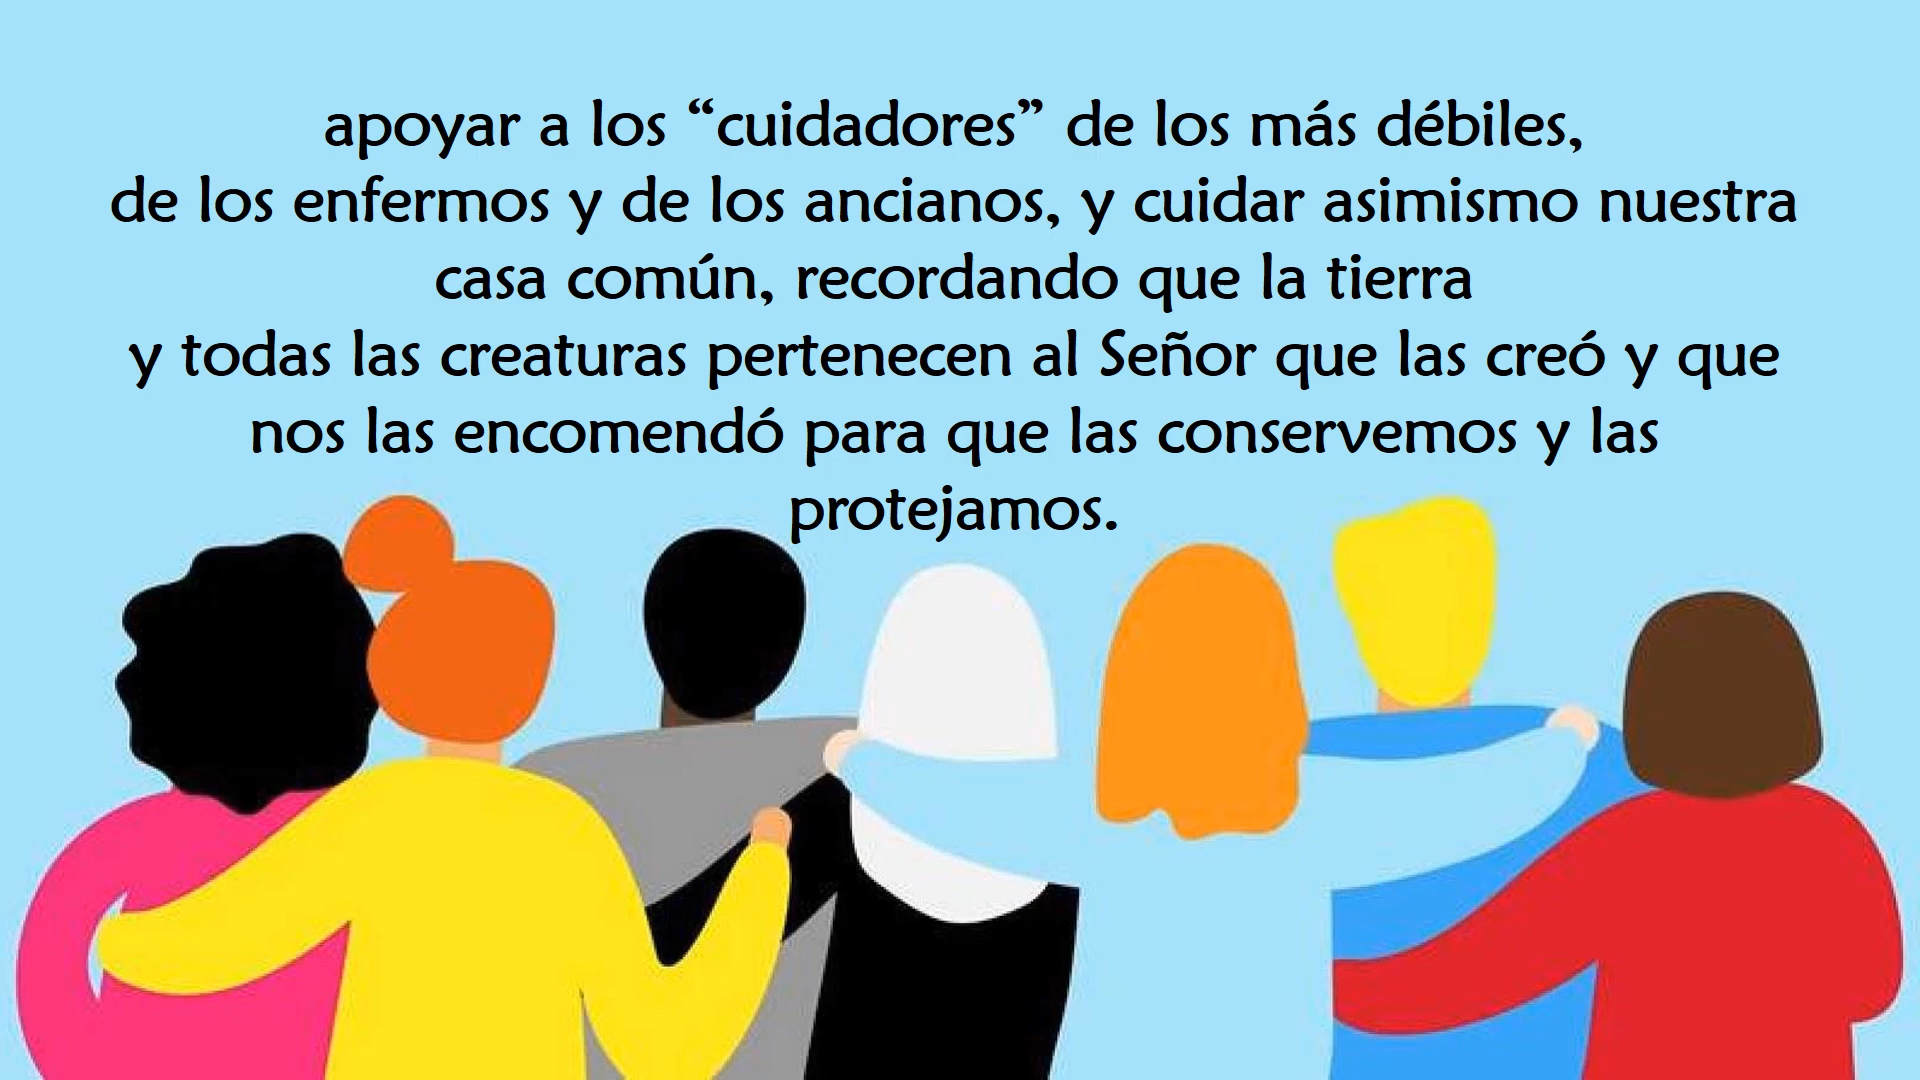 apoyar a los “cuidadores” de los más débiles,
de los enfermos y de los ancianos, y cuidar asimismo nuestra
casa común, recordando que la tierra
y todas las creaturas pertenecen al Señor que las creó y que
nos las encomendó para que las conservemos y las
protejamos.